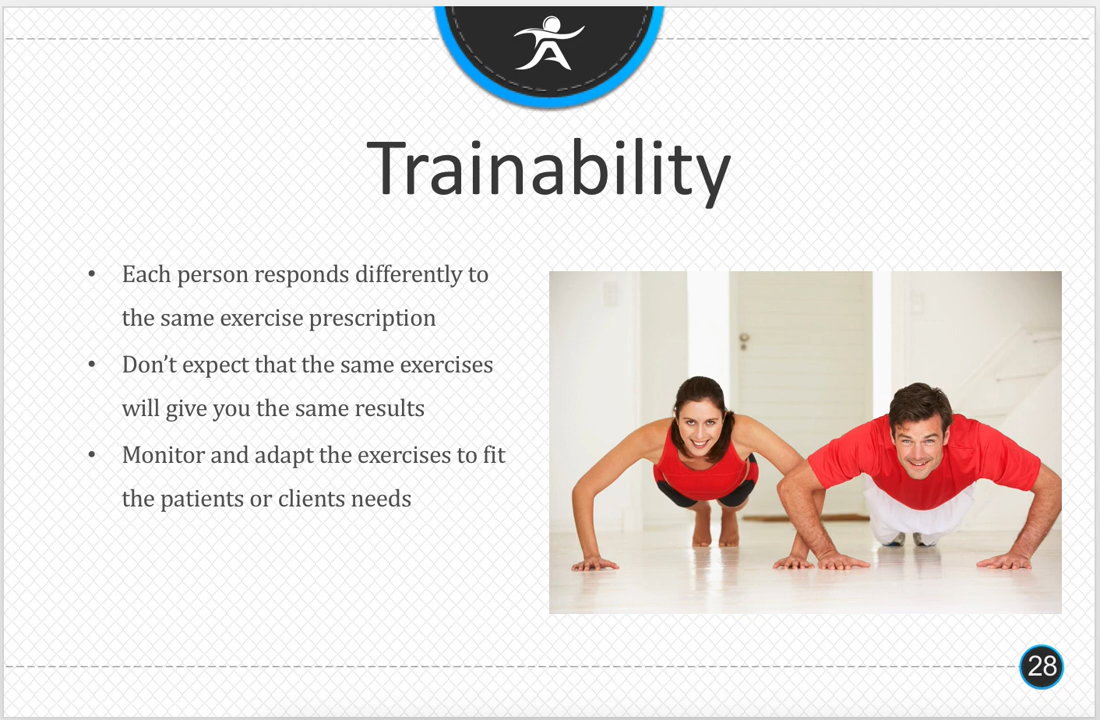 Trainability
• Each person responds differently to
the same exercise prescription
• Don’t expect that the same exercises
will give you the same results
• Monitor and adapt the exercises to fit
the patients or clients needs
28